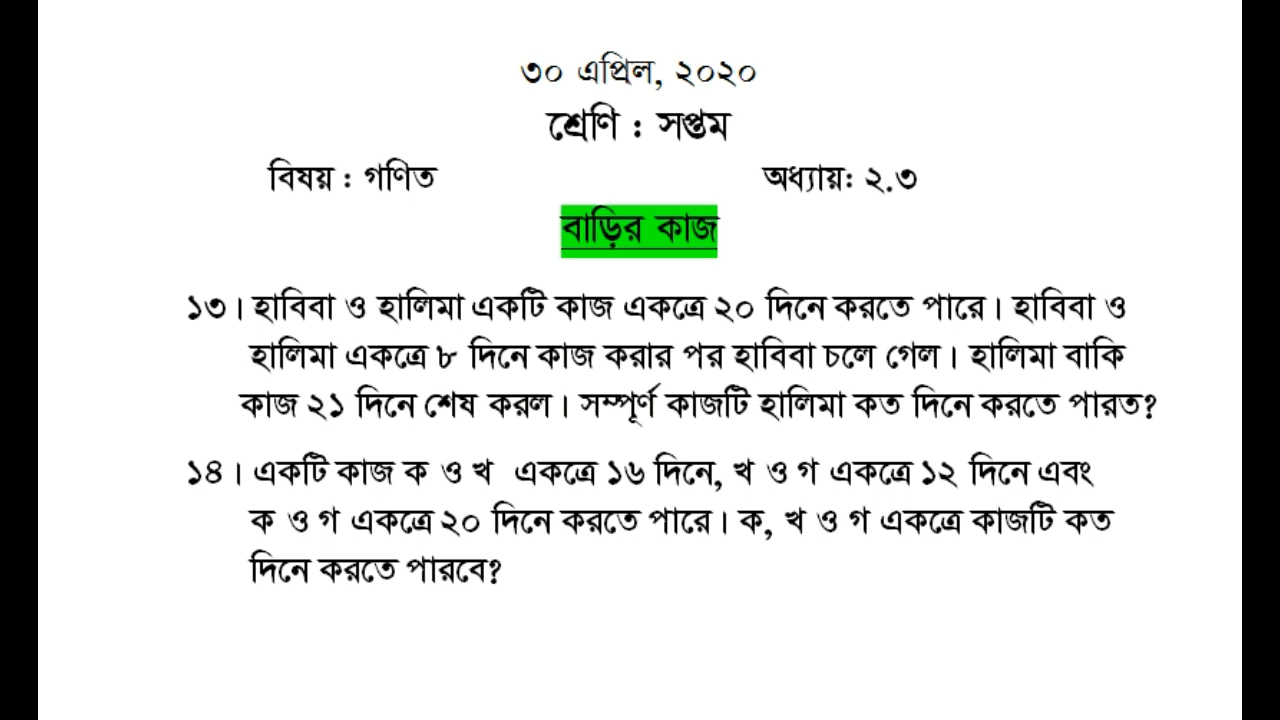 ৩০ এপ্রিল, ২০২০
শ্রেণি : সপ্তম
বিষয় : গণিত অধ্যায়: ২.৩
বাড়ির কাজ
১৩। হাবিবা ও হালিমা একটি কাজ একত্রে ২০ দিনে করতে পারে। হাবিবা ও
হালিমা একত্রে ৮ দিনে কাজ করার পর হাবিবা চলে গেল। হালিমা বাকি
কাজ ২১ দিনে শেষ করল। সম্পূর্ণ কাজটি হালিমা কত দিনে করতে পারত?
১৪। একটি কাজ ক ও খ একত্রে ১৬ দিনে, খ ও গ একত্রে ১২ দিনে এবং
ক ও গ একত্রে ২০ দিনে করতে পারে। ক, খ ও গ একত্রে কাজটি কত
দিনে করতে পারবে?